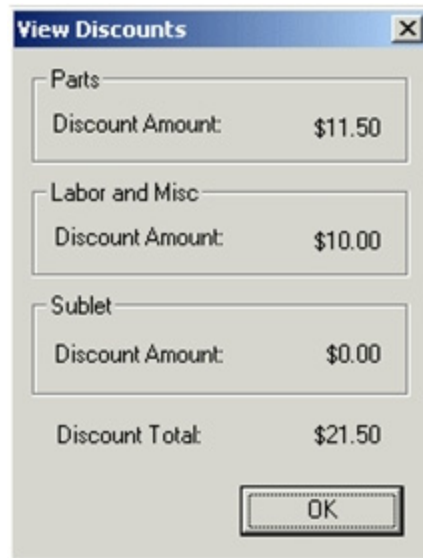 View Discounts
Parts
Discount Amount: $11.50
Labor and Misc
Discount Amount: $10.00
Sublet
Discount Amount: $0.00
Discount Total: $21.50
OK